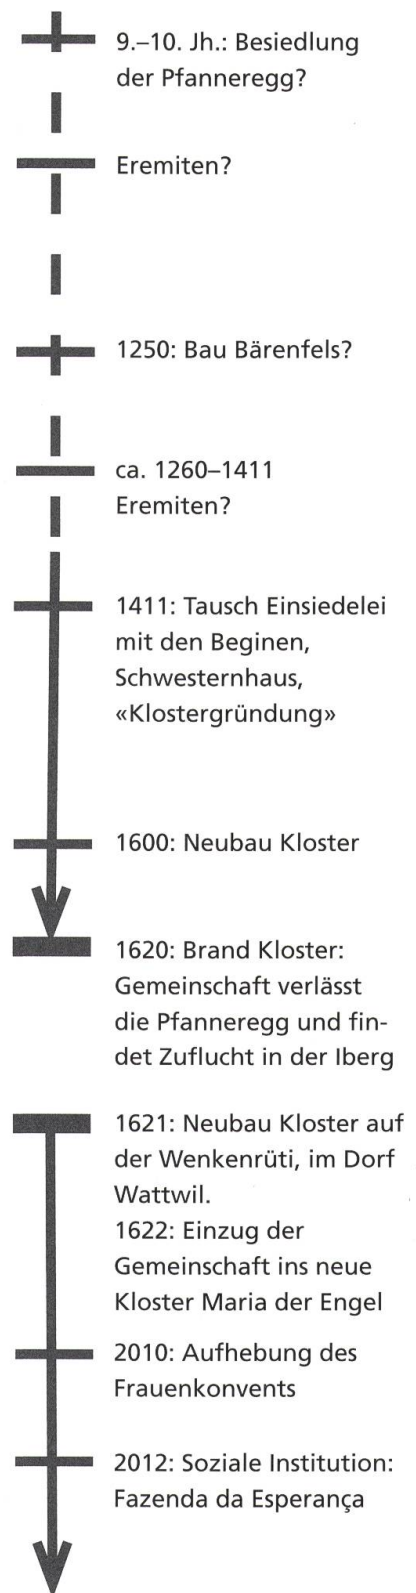 9.–10. Jh.: Besiedlung
der Pfanneregg?
Eremiten?
1250: Bau Bärenfels?
ca. 1260–1411
Eremiten?
1411: Tausch Einsiedelei
mit den Beginen,
Schwesternhaus,
«Klostergründung»
1600: Neubau Kloster
1620: Brand Kloster:
Gemeinschaft verlässt
die Pfanneregg und fin-
det Zuflucht in der Iberg
1621: Neubau Kloster auf
der Wenkenrüti, im Dorf
Wattwil.
1622: Einzug der
Gemeinschaft ins neue
Kloster Maria der Engel
2010: Aufhebung des
Frauenkonvents
2012: Soziale Institution:
Fazenda da Esperança